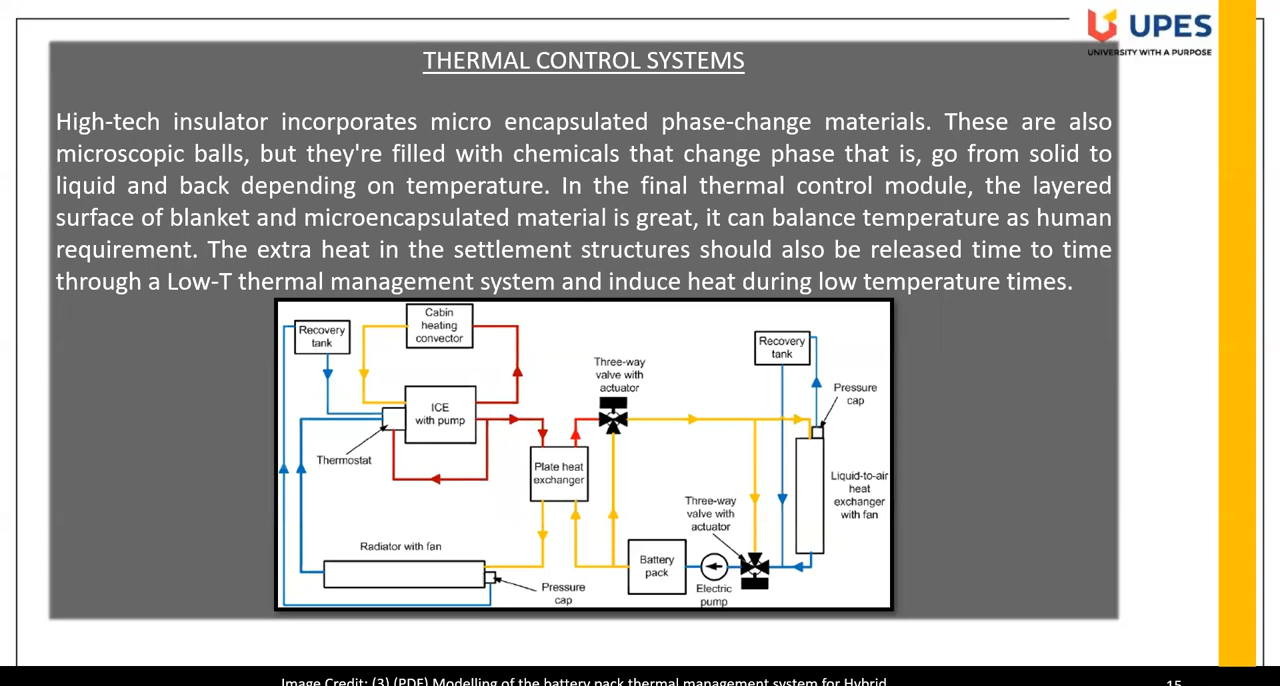 UPES
UNIVERSITY WITH A PURPOSE
THERMAL CONTROL SYSTEMS
High-tech insulator incorporates micro encapsulated phase-change materials. These are also
microscopic balls, but they're filled with chemicals that change phase that is, go from solid to
liquid and back depending on temperature. In the final thermal control module, the layered
surface of blanket and microencapsulated material is great, it can balance temperature as human
requirement. The extra heat in the settlement structures should also be released time to time
through a Low-T thermal management system and induce heat during low temperature times.
Recovery
tank
Cabin
heating
convector
ICE
with pump
Thermostat
Plate heat
exchanger
Radiator with fan
Pressure
cap
Three-way
valve with
actuator
Recovery
tank
Pressure
cap
Liquid-to-air
heat
exchanger
with fan
Three-way
valve with
actuator
Battery
pack
Electric
pump
Image Credit: (3) (PDF) Modelling of the battery pack thermal management system for Hybrid
15